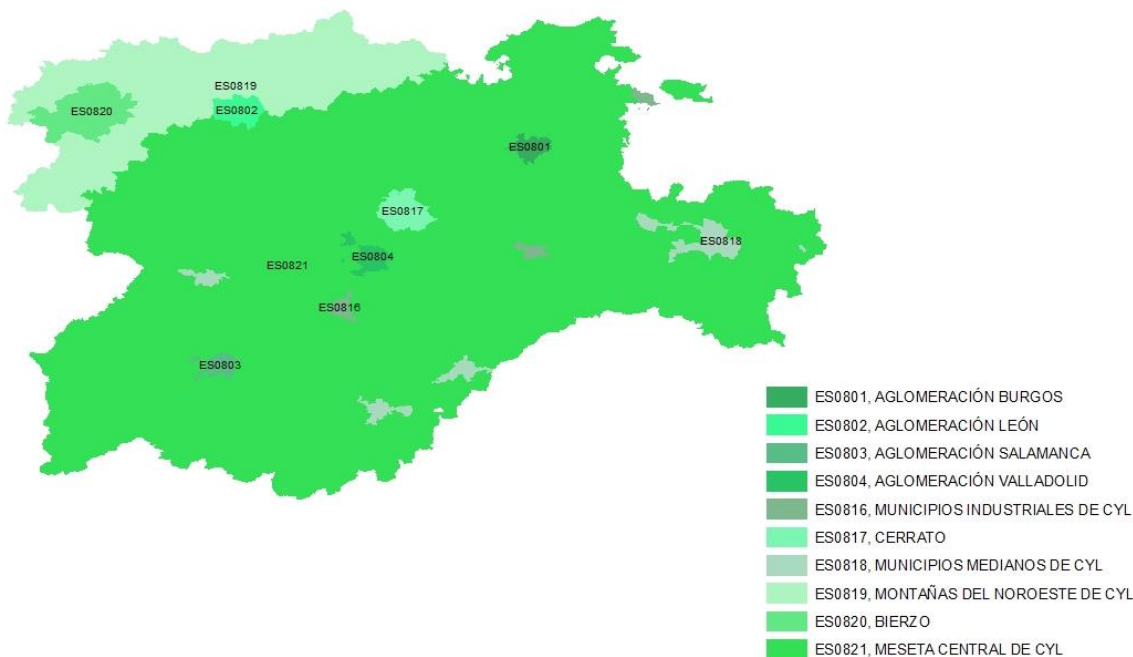 ES0819
ES0820
ES0802
ES0801
ES0817
ES0818
ES0804
ES0821
ES0816
ES0803
ES0801, AGLOMERACIÓN BURGOS
ES0802, AGLOMERACIÓN LEÓN
ES0803, AGLOMERACIÓN SALAMANCA
ES0804, AGLOMERACIÓN VALLADOLID
ES0816, MUNICIPIOS INDUSTRIALES DE CYL
ES0817, CERRATO
ES0818, MUNICIPIOS MEDIANOS DE CYL
ES0819, MONTAÑAS DEL NOROESTE DE CYL
ES0820, BIERZO
ES0821, MESETA CENTRAL DE CYL